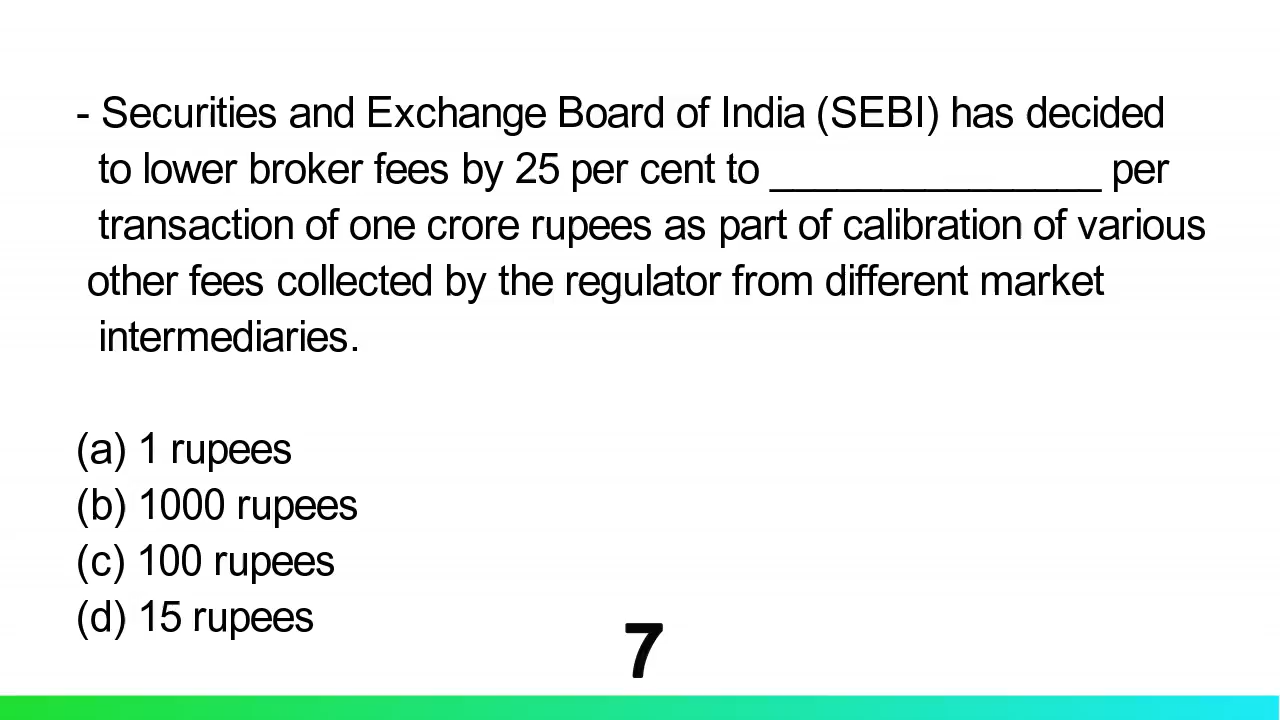 - Securities and Exchange Board of India (SEBI) has decided
to lower broker fees by 25 per cent to _______________ per
transaction of one crore rupees as part of calibration of various
other fees collected by the regulator from different market
intermediaries.
(a) 1 rupees
(b) 1000 rupees
(c) 100 rupees
(d) 15 rupees
7